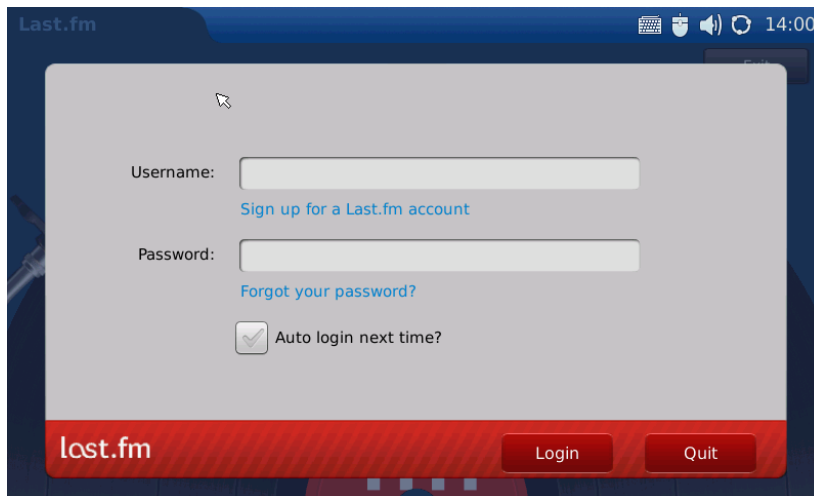 Last.fm 14:00
Exit
Username:
Sign up for a Last.fm account
Password:
Forgot your password?
Auto login next time?
last.fm Login Quit